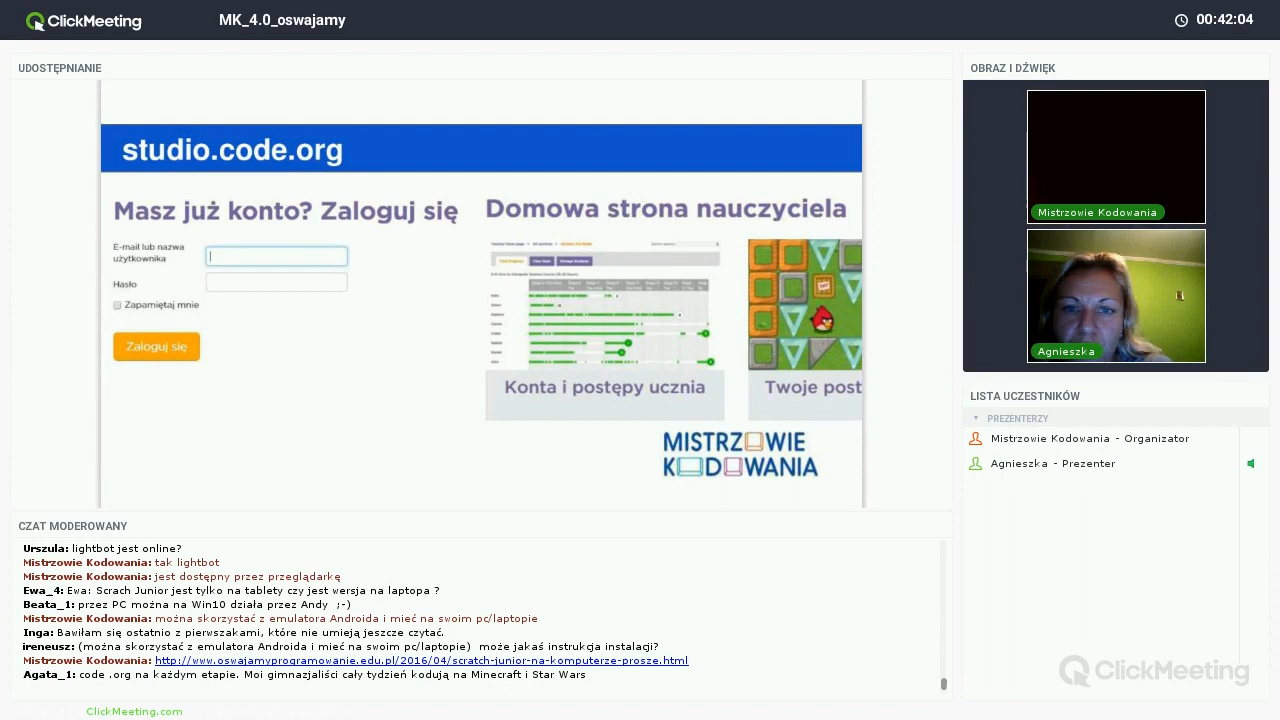 ClickMeeting
MK_4.0_oswajamy
00:42:04
UDOSTĘPNIANIE
studio.code.org
Masz już konto? Zaloguj się
E-mail lub nazwa
użytkownika
Hasło
Zapamiętaj mnie
Zaloguj się
Domowa strona nauczyciela
Konta i postępy ucznia
Twoje post
MISTRZOWIE
KODOWANIA
OBRAZ I DŹWIĘK
Mistrzowie Kodowania
Agnieszka
LISTA UCZESTNIKÓW
PREZENTERZY
Mistrzowie Kodowania - Organizator
Agnieszka - Prezenter
CZAT MODEROWANY
Urszula: lightbot jest online?
Mistrzowie Kodowania: tak lightbot
Mistrzowie Kodowania: jest dostępny przez przeglądarkę
Ewa_4: Ewa: Scrach Junior jest tylko na tablety czy jest wersja na laptopa ?
Beata_1: przez PC można na Win10 działa przez Andy ;-)
Mistrzowie Kodowania: można skorzystać z emulatora Androida i mieć na swoim pc/laptopie
Inga: Bawiłam się ostatnio z pierwszakami, które nie umieją jeszcze czytać.
ireneusz: (można skorzystać z emulatora Androida i mieć na swoim pc/laptopie) może jakaś instrukcja instalacji?
Mistrzowie Kodowania: http://www.oswajamyprogramowanie.edu.pl/2016/04/scratch-junior-na-komputerze-prosze.html
Agata_1: code .org na każdym etapie. Moi gimnazjaliści cały tydzień kodują na Minecraft i Star Wars
ClickMeeting
ClickMeeting.com